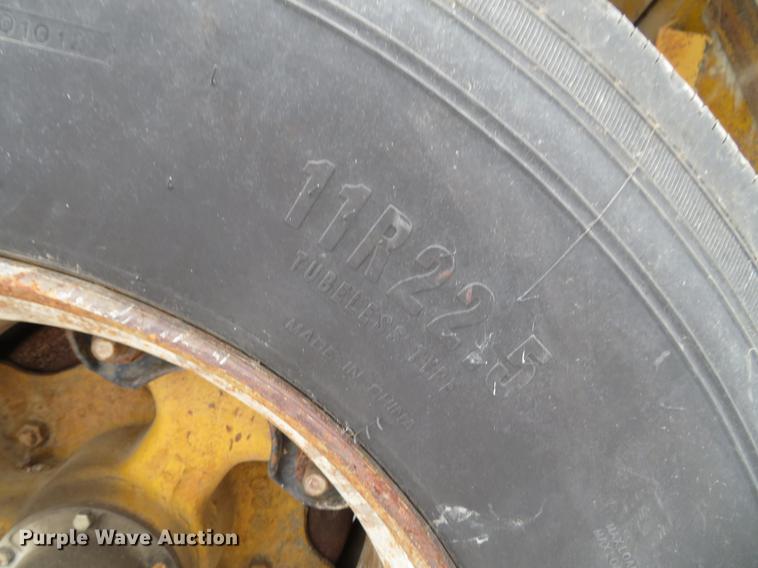 11R22.5
TUBELESS TYPE
MADE IN CHINA
Purple Wave Auction